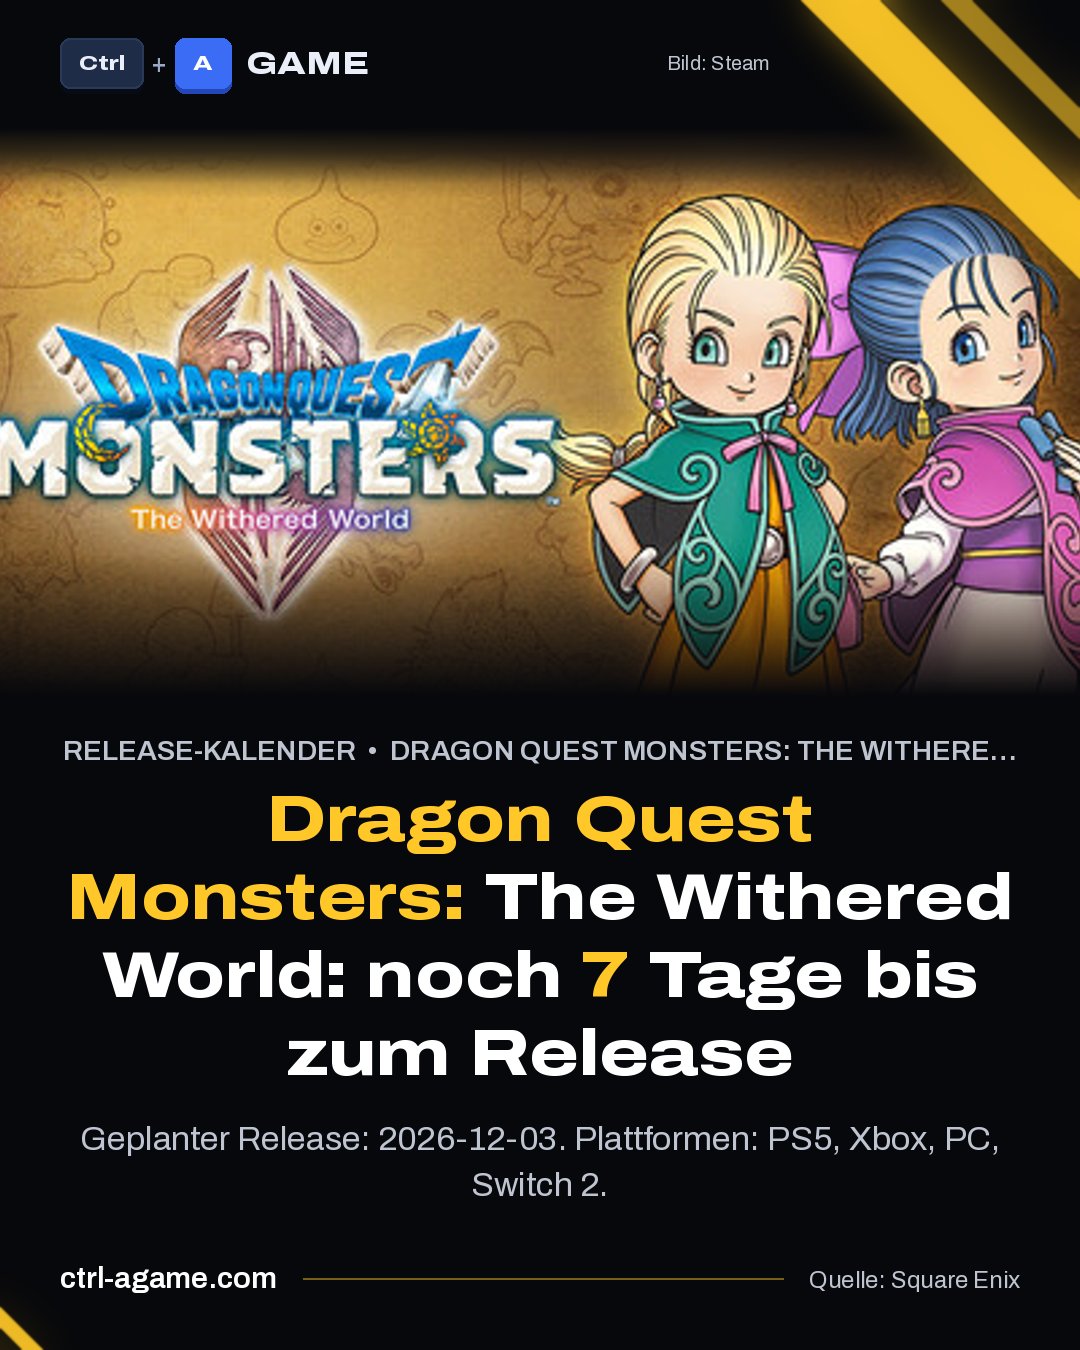 Ctrl + A GAME
Bild: Steam
DRAGON QUEST
MONSTERS™
The Withered World
RELEASE-KALENDER • DRAGON QUEST MONSTERS: THE WITHERE...
Dragon Quest
Monsters: The Withered
World: noch 7 Tage bis
zum Release
Geplanter Release: 2026-12-03. Plattformen: PS5, Xbox, PC,
Switch 2.
ctrl-agame.com
Quelle: Square Enix